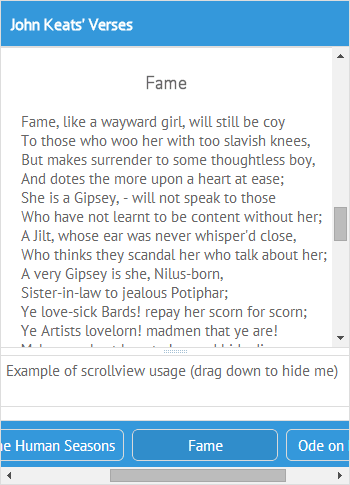 John Keats' Verses
Fame
Fame, like a wayward girl, will still be coy
To those who woo her with too slavish knees,
But makes surrender to some thoughtless boy,
And dotes the more upon a heart at ease;
She is a Gipsey, - will not speak to those
Who have not learnt to be content without her;
A Jilt, whose ear was never whisper'd close,
Who thinks they scandal her who talk about her;
A very Gipsey is she, Nilus-born,
Sister-in-law to jealous Potiphar;
Ye love-sick Bards! repay her scorn for scorn;
Ye Artists lovelorn! madmen that ye are!
Example of scrollview usage (drag down to hide me)
e Human Seasons
Fame
Ode on